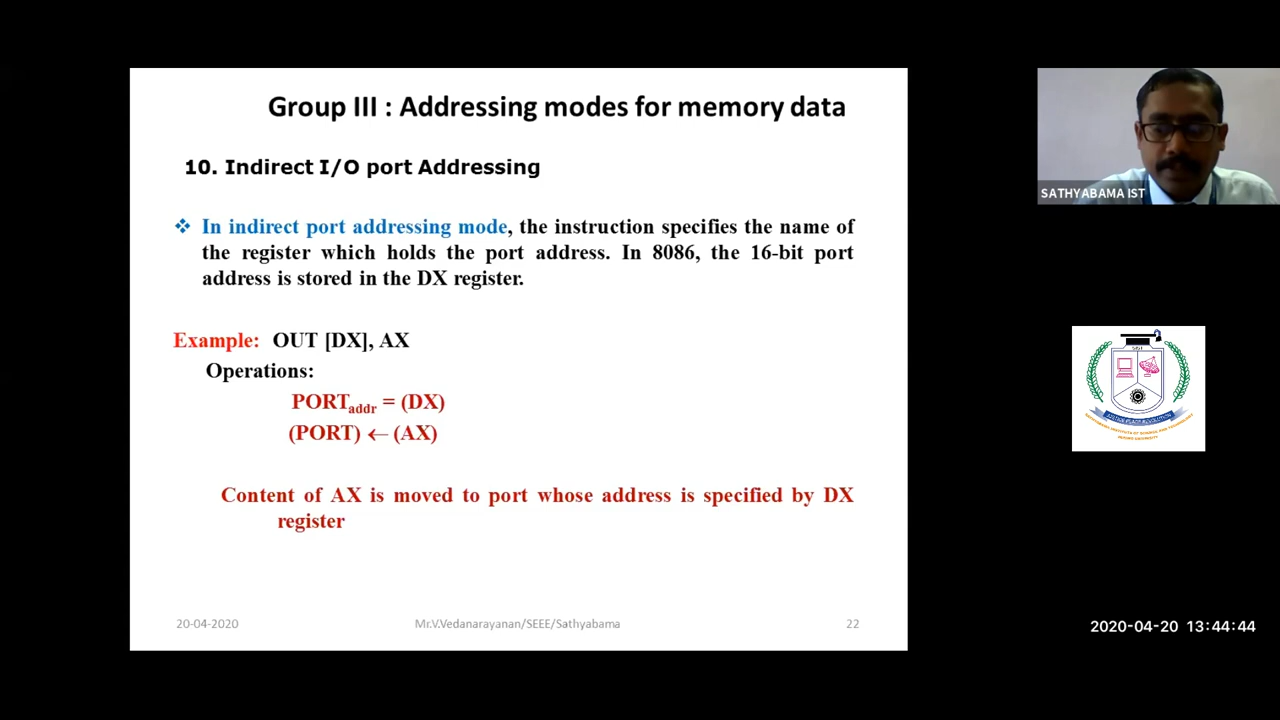 Group III : Addressing modes for memory data
10. Indirect I/O port Addressing
❖ In indirect port addressing mode, the instruction specifies the name of
the register which holds the port address. In 8086, the 16-bit port
address is stored in the DX register.
Example: OUT [DX], AX
Operations:
PORTaddr = (DX)
(PORT) ← (AX)
Content of AX is moved to port whose address is specified by DX
register
20-04-2020
Mr.V.Vedanarayanan/SEEE/Sathyabama
22
SATHYABAMA IST
2020-04-20 13:44:44